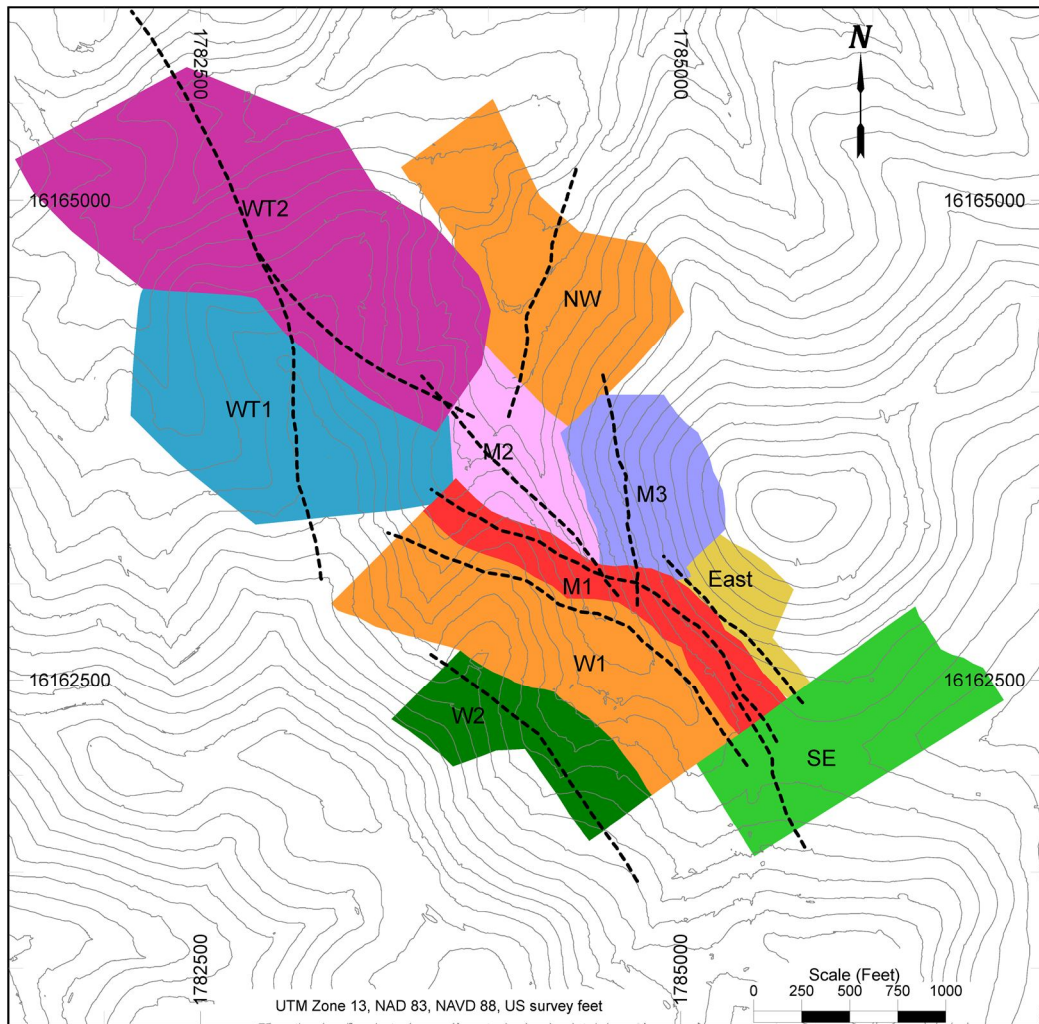 N
1782500
1785000
16165000
16165000
WT2
NW
WT1
M2
M3
East
M1
W1
16162500
16162500
W2
SE
1782500
1785000
Scale (Feet)
0 250 500 750 1000
UTM Zone 13, NAD 83, NAVD 88, US survey feet